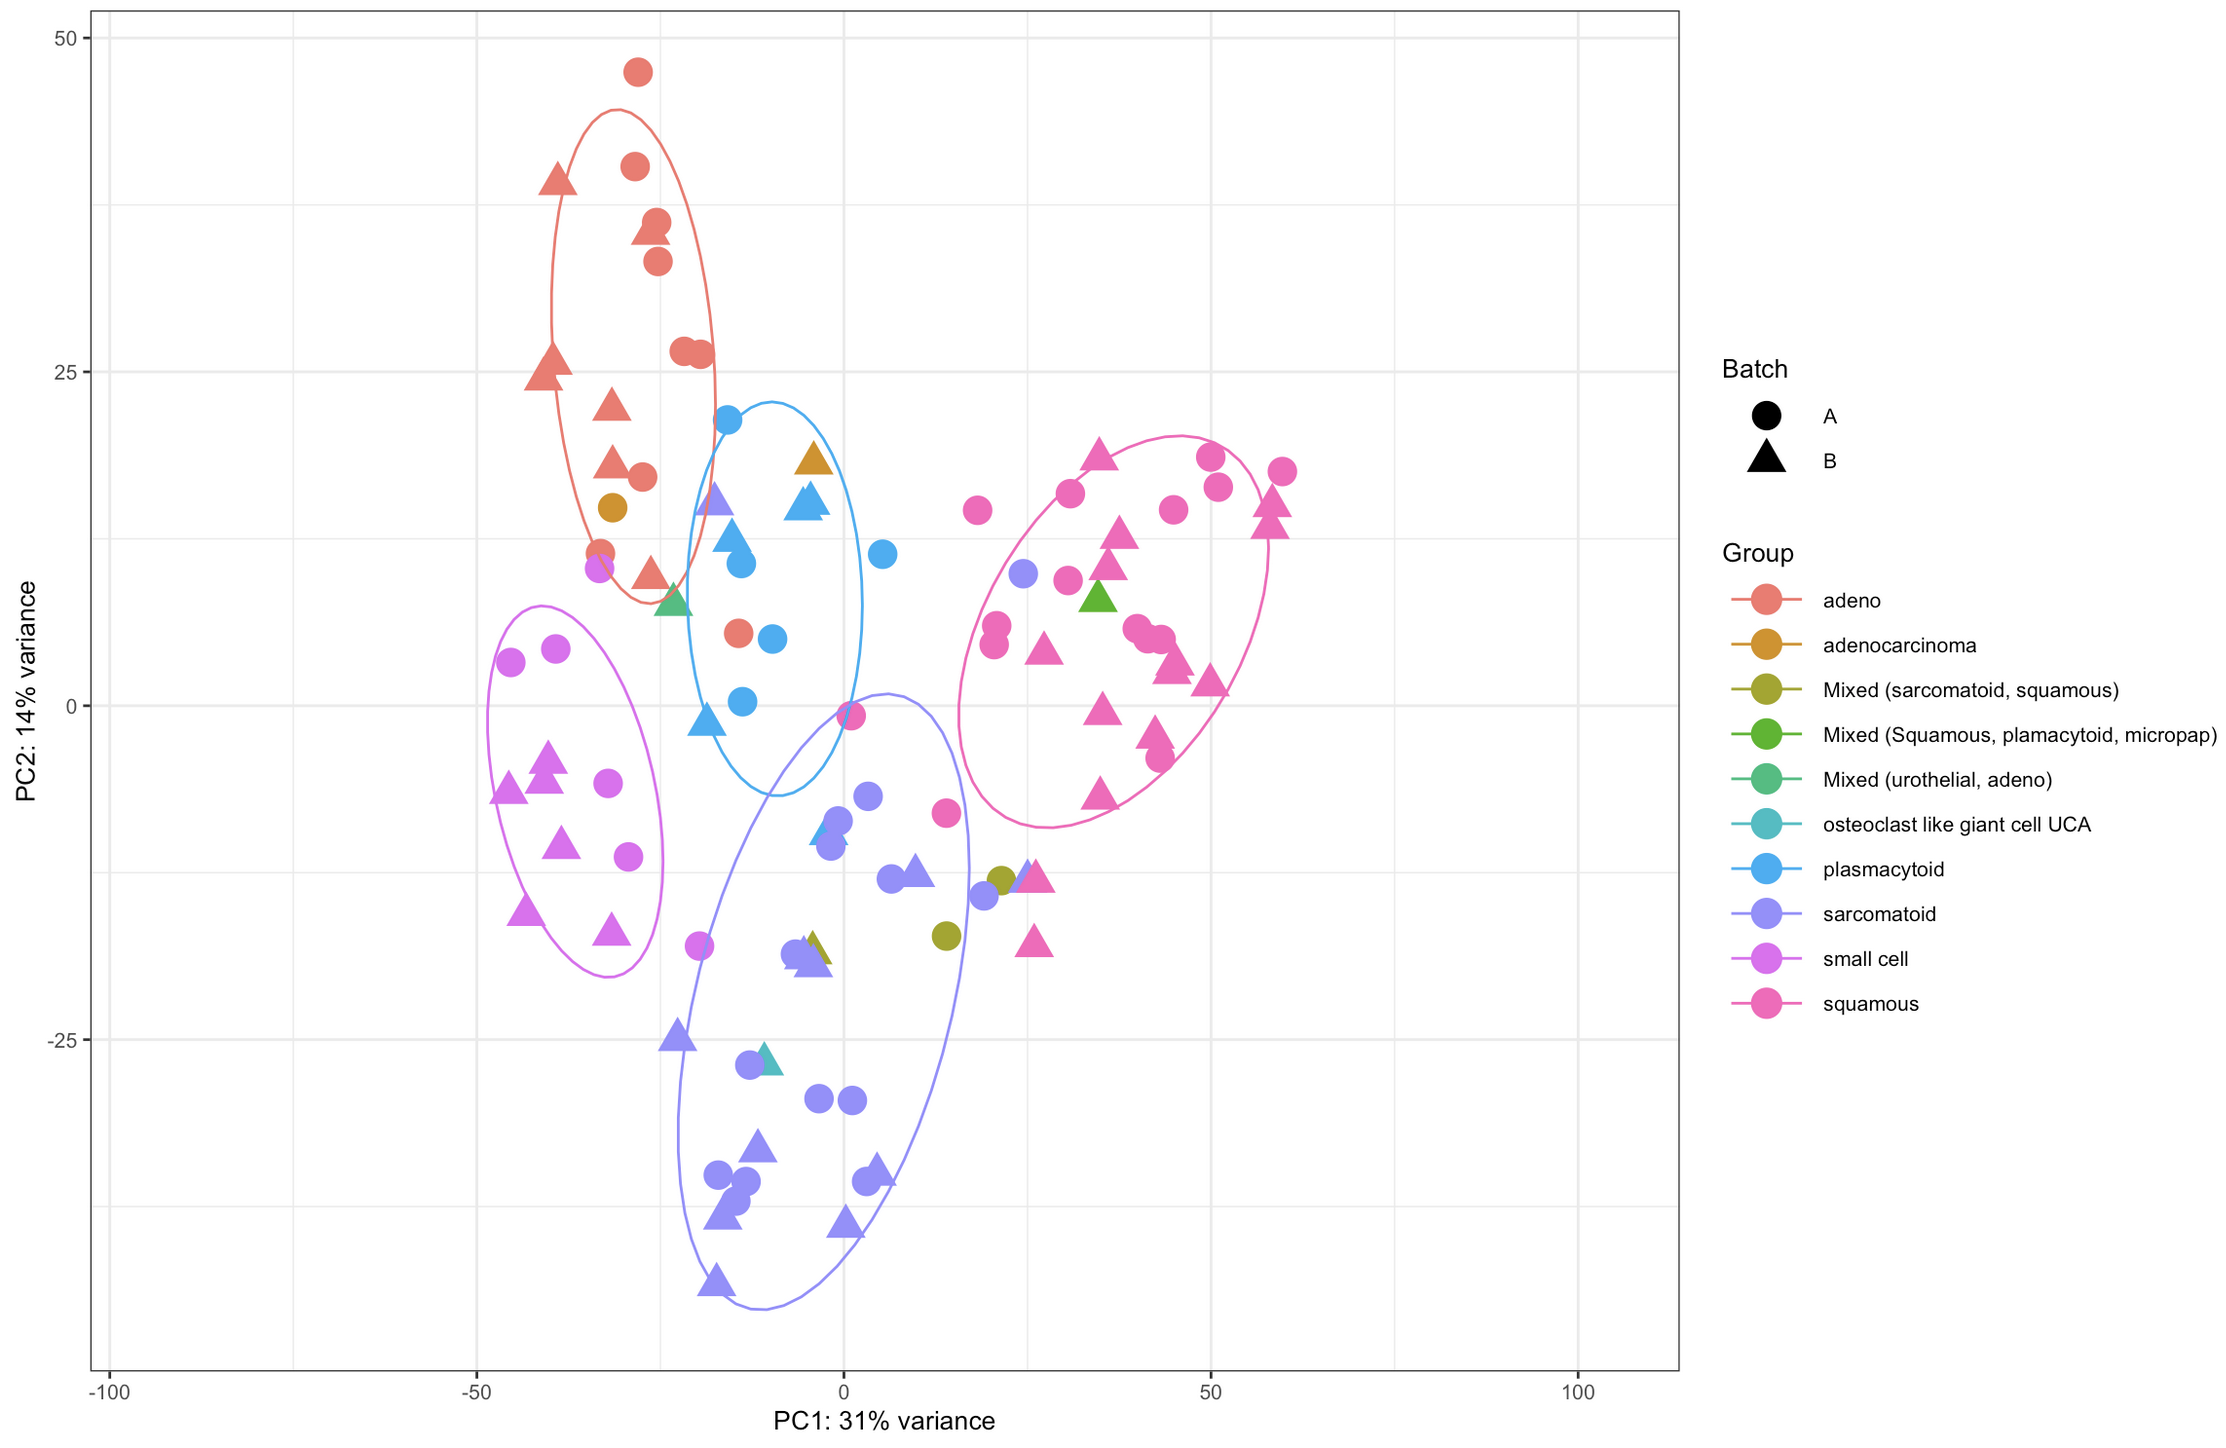 50
25
0
-25
-100
-50
0
50
100
PC2: 14% variance
PC1: 31% variance
Batch
A
B
Group
adeno
adenocarcinoma
Mixed (sarcomatoid, squamous)
Mixed (Squamous, plamacytoid, micropap)
Mixed (urothelial, adeno)
osteoclast like giant cell UCA
plasmacytoid
sarcomatoid
small cell
squamous